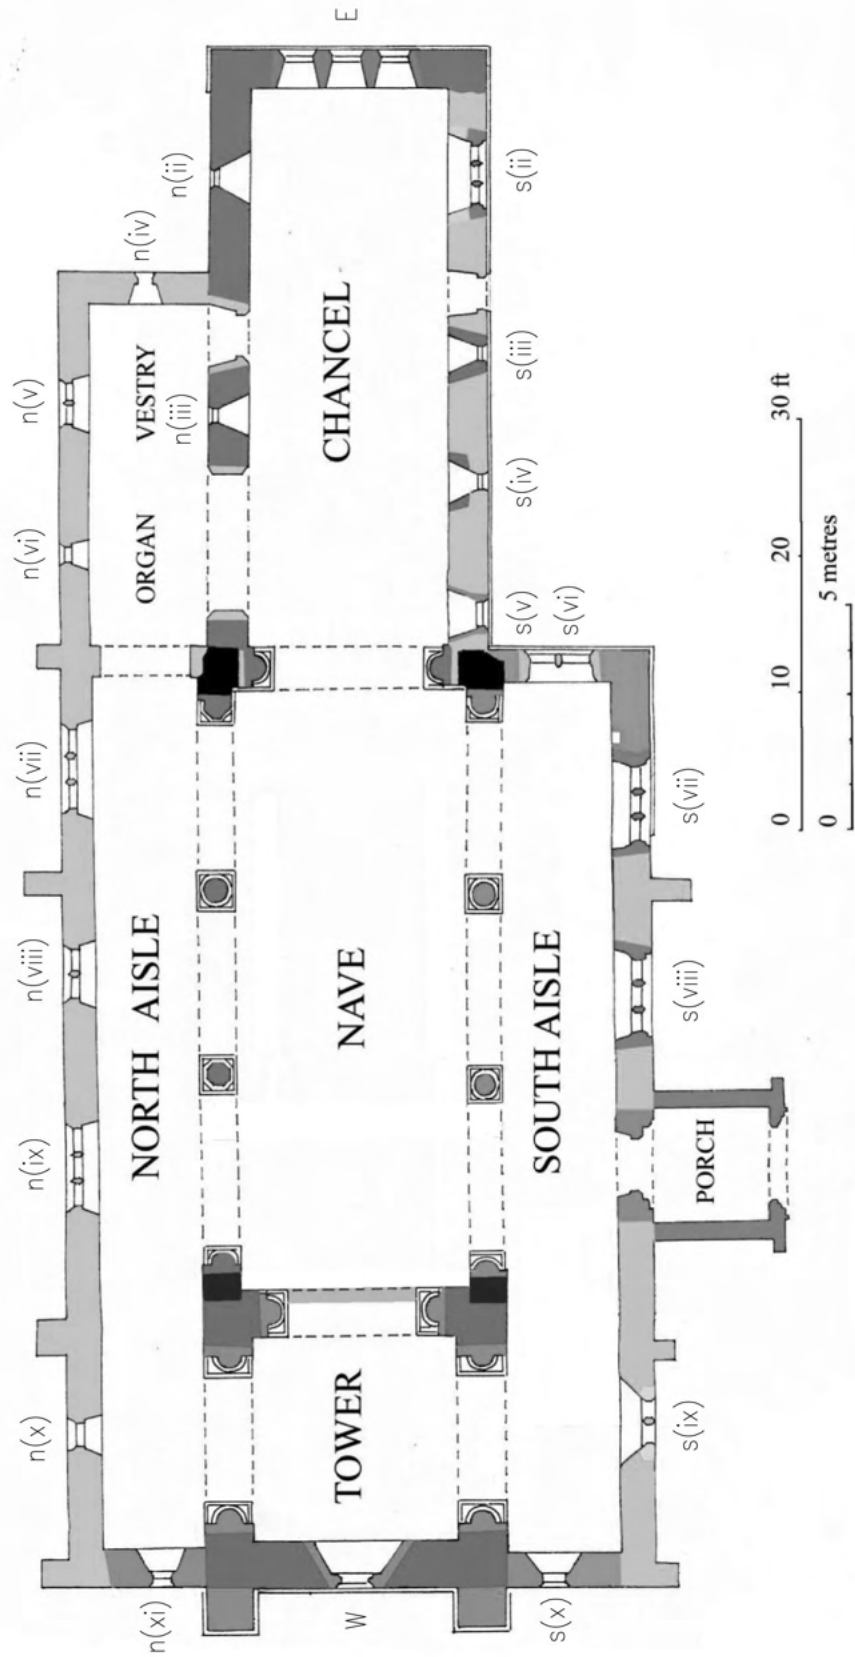 E
n(ii)
n(iv)
s(ii)
n(v)
VESTRY
n(iii)
CHANCEL
s(iii)
n(vi)
ORGAN
s(iv)
s(v)
s(vi)
n(vii)
s(vii)
n(viii)
NORTH AISLE
NAVE
SOUTH AISLE
s(viii)
n(ix)
PORCH
n(x)
TOWER
s(ix)
n(xi)
W
s(x)
0 10 20 30 ft
0 5 metres